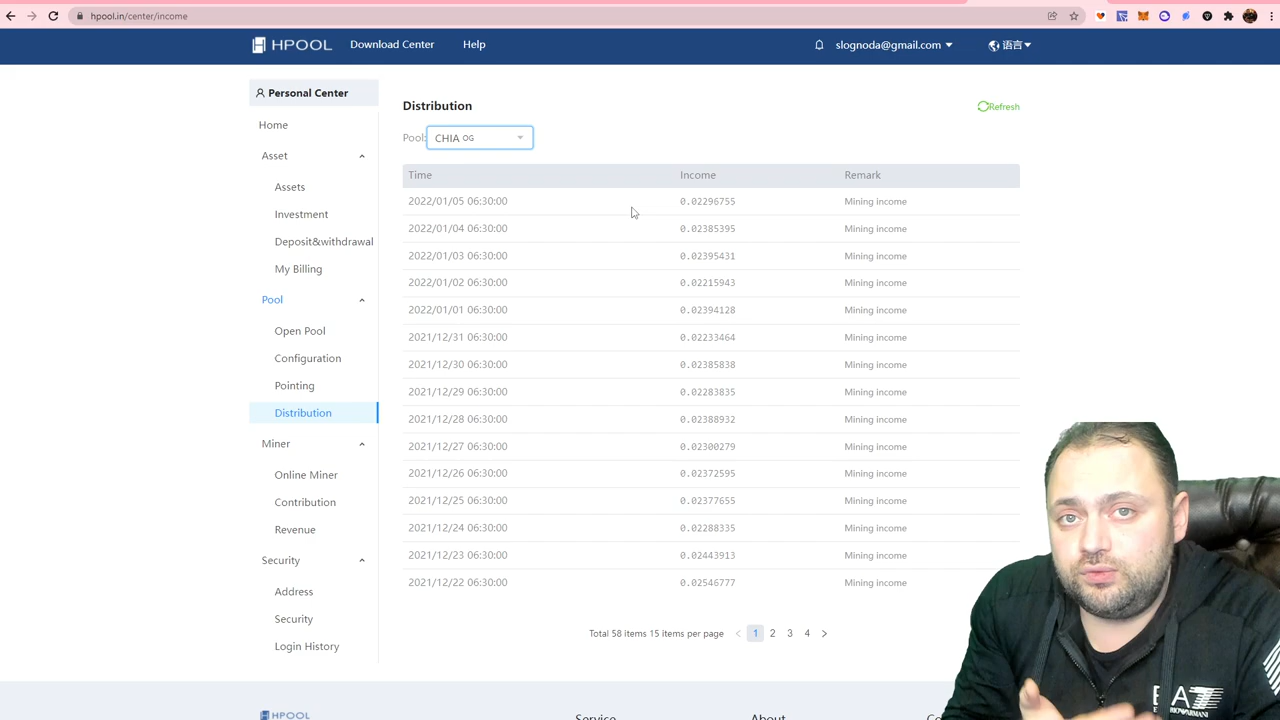 hpool.in/center/income
HPOOL Download Center Help slognoda@gmail.com 语言
Personal Center
Home
Asset
Assets
Investment
Deposit&withdrawal
My Billing
Pool
Open Pool
Configuration
Pointing
Distribution
Miner
Online Miner
Contribution
Revenue
Security
Address
Security
Login History
Distribution Refresh
Pool: CHIA OG
Time Income Remark
2022/01/05 06:30:00 0.02296755 Mining income
2022/01/04 06:30:00 0.02385395 Mining income
2022/01/03 06:30:00 0.02395431 Mining income
2022/01/02 06:30:00 0.02215943 Mining income
2022/01/01 06:30:00 0.02394128 Mining income
2021/12/31 06:30:00 0.02233464 Mining income
2021/12/30 06:30:00 0.02385838 Mining income
2021/12/29 06:30:00 0.02283835 Mining income
2021/12/28 06:30:00 0.02388932 Mining income
2021/12/27 06:30:00 0.02300279 Mining income
2021/12/26 06:30:00 0.02372595 Mining income
2021/12/25 06:30:00 0.02377655 Mining income
2021/12/24 06:30:00 0.02288335 Mining income
2021/12/23 06:30:00 0.02443913 Mining income
2021/12/22 06:30:00 0.02546777 Mining income
Total 58 items 15 items per page 1 2 3 4
HPOOL Service About